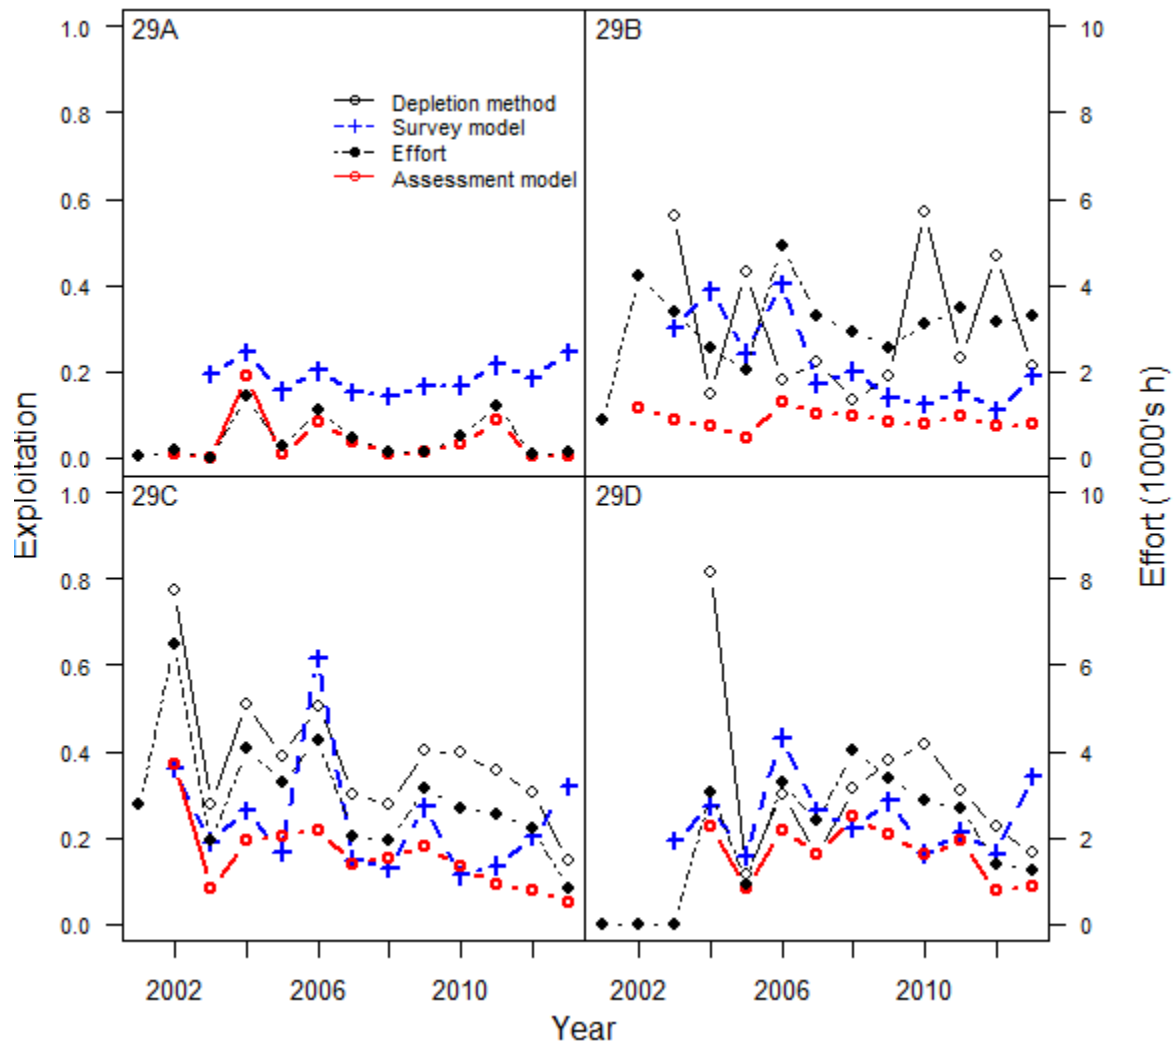 29A
29B
1.0
0.8
0.6
0.4
0.2
0.0
Depletion method
Survey model
Effort
Assessment model
10
8
6
4
2
0
29C
29D
1.0
0.8
0.6
0.4
0.2
0.0
10
8
6
4
2
0
Exploitation
Effort (1000's h)
2002
2006
2010
2002
2006
2010
Year